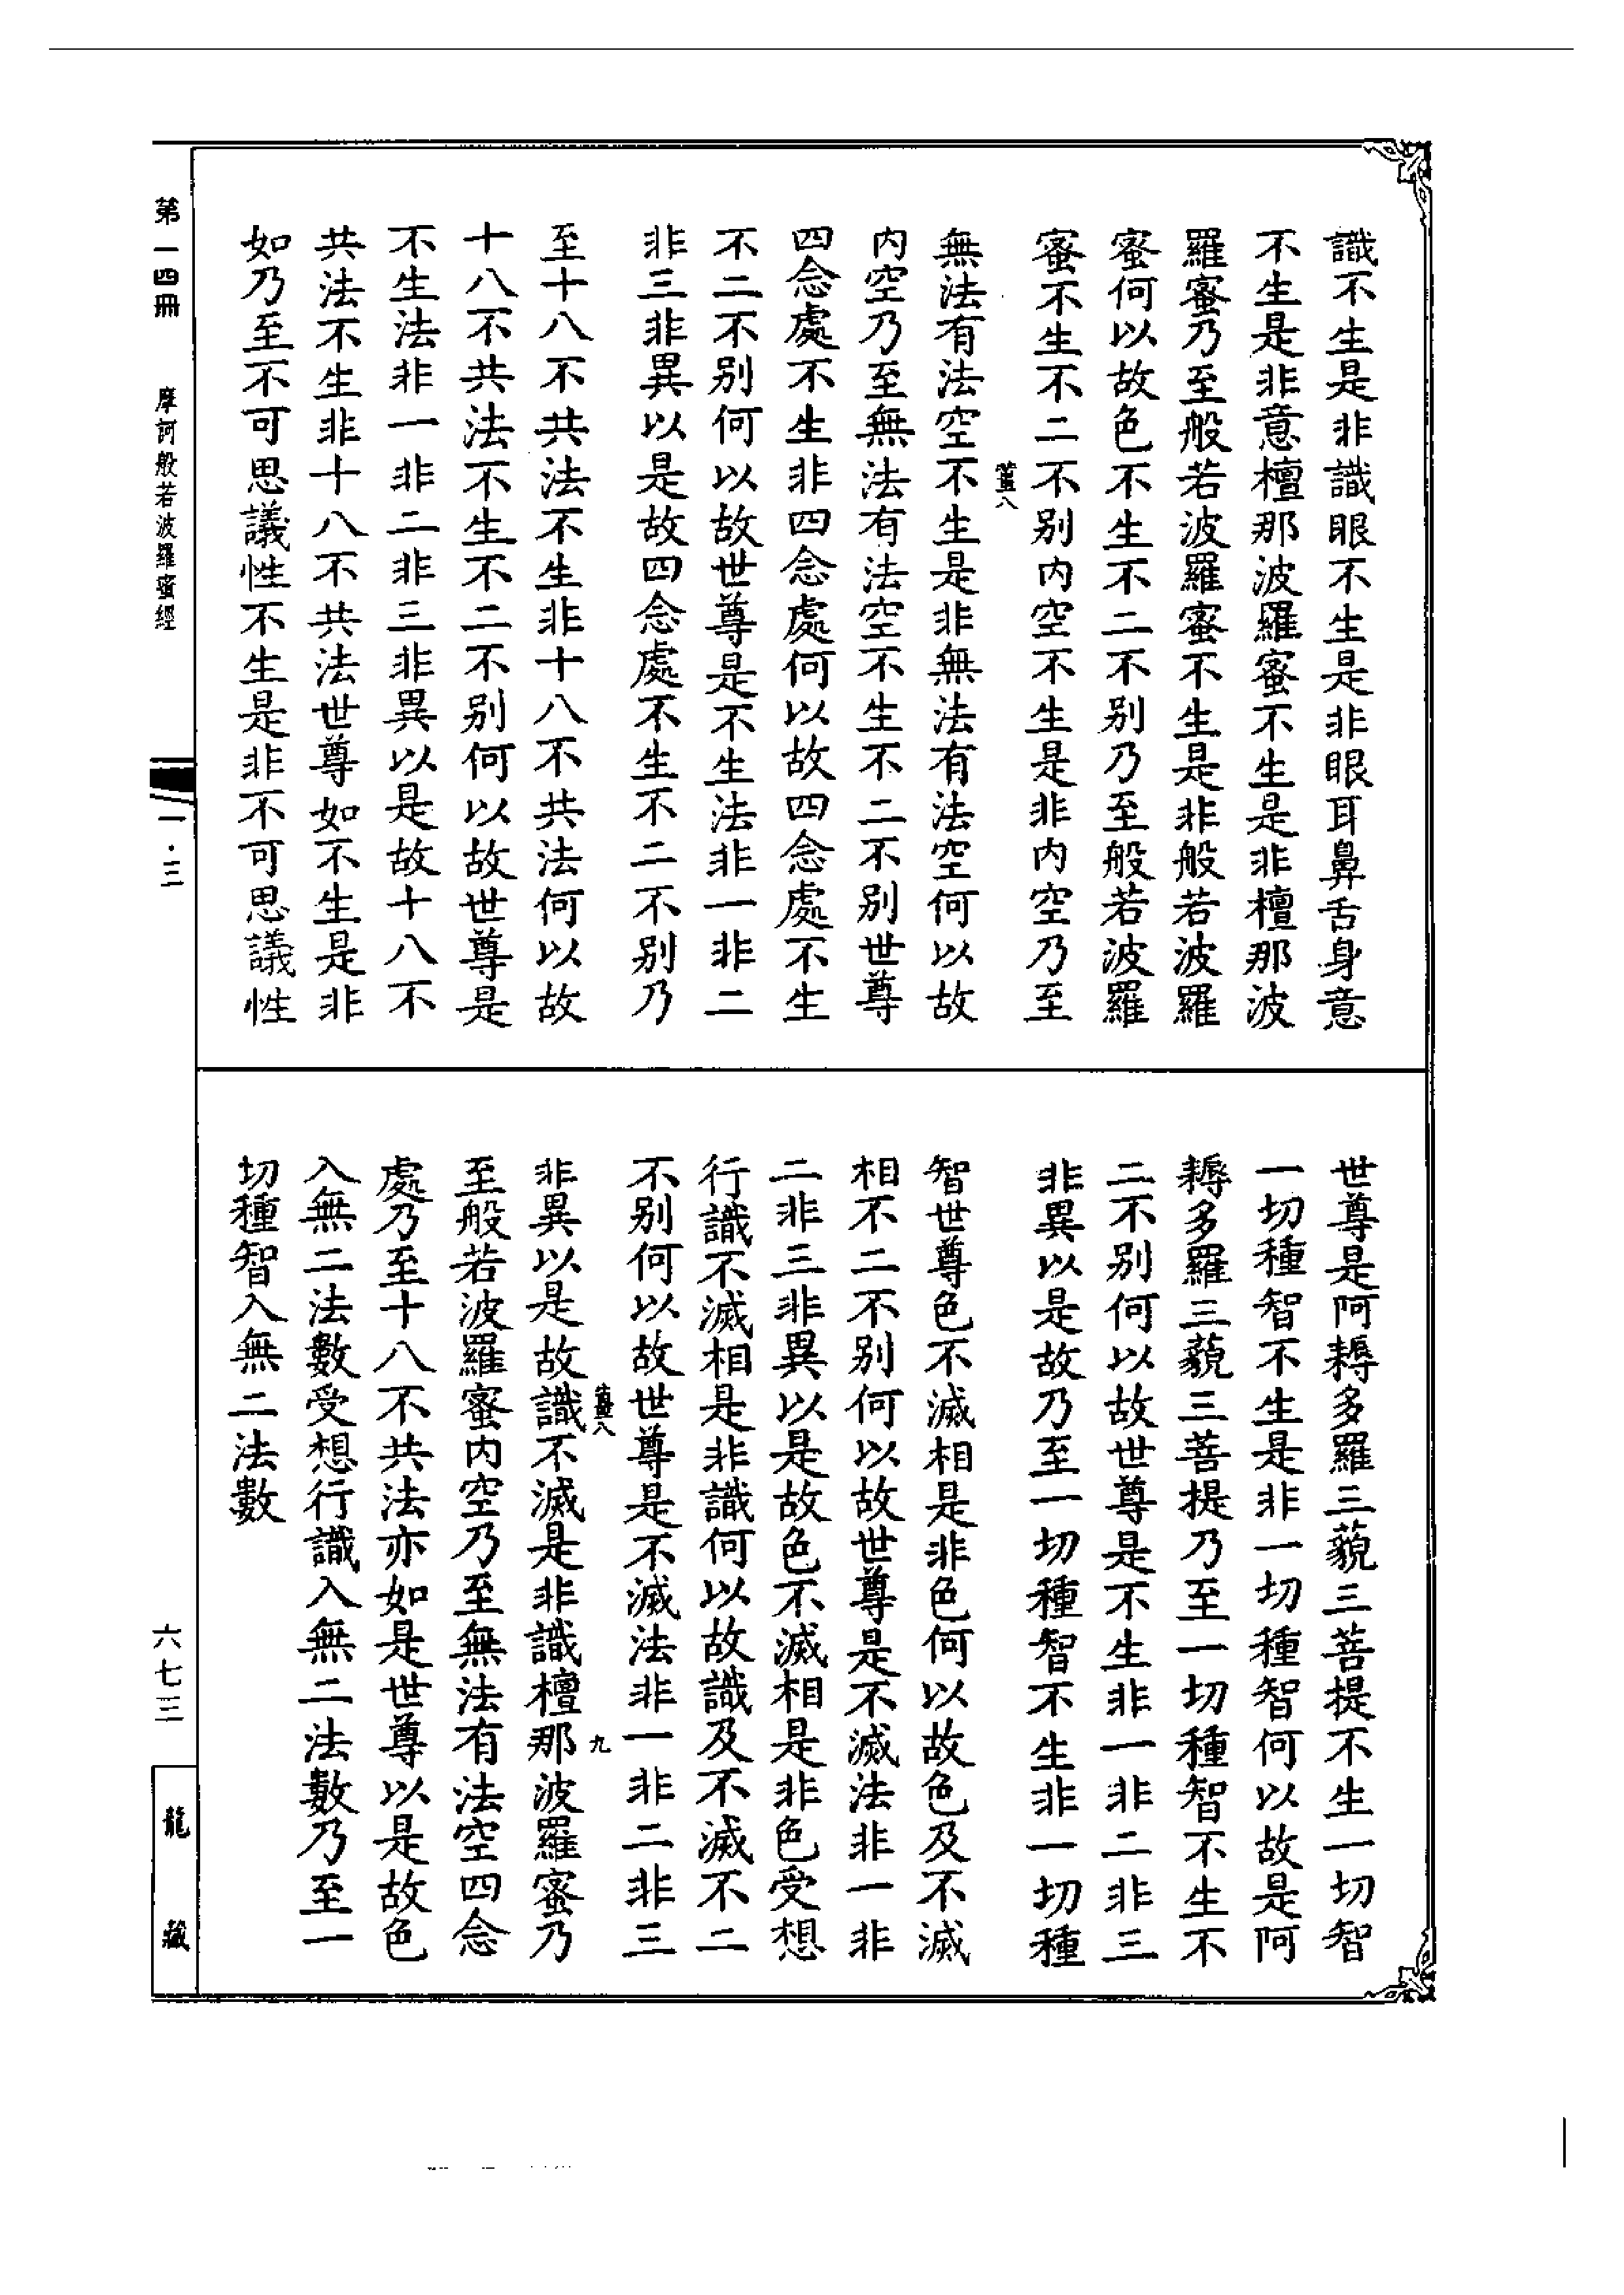 識不生是非識眼不生是非眼耳鼻舌身意
不生是非意檀那波羅蜜不生是非檀那波
羅蜜乃至般若波羅蜜不生是非般若波羅
蜜何以故色不生不二不別乃至般若波羅
蜜不生不二不別內空不生是非內空乃至
無法有法空不生是非無法有法空何以故
內空乃至無法有法空不生不二不別世尊
四念處不生非四念處何以故四念處不生
不二不別何以故世尊是不生法非一非二
非三非異以是故四念處不生不二不別乃
至十八不共法不生非十八不共法何以故
十八不共法不生不二不別何以故世尊是
不生法非一非二非三非異以是故十八不
共法不生非十八不共法世尊如不生是非
如乃至不可思議性不生是非不可思議性
世尊是阿耨多羅三藐三菩提不生一切智
一切種智不生是非一切種智何以故是阿
耨多羅三藐三菩提乃至一切種智不生不
二不別何以故世尊是不生非一非二非三
非異以是故乃至一切種智不生非一切種
智世尊色不滅相是非色何以故色及不滅
相不二不別何以故世尊是不滅法非一非
二非三非異以是故色不滅相是非色受想
行識不滅相是非識何以故識及不滅不二
不別何以故世尊是不滅法非一非二非三
九
非異以是故識不滅是非識檀那波羅蜜乃
至般若波羅蜜內空乃至無法有法空四念
處乃至十八不共法亦如是世尊以是故色
入無二法數受想行識入無二法數乃至一
切種智入無二法數
第一四冊 摩訶般若波羅蜜經 一·三
六七三
龍藏